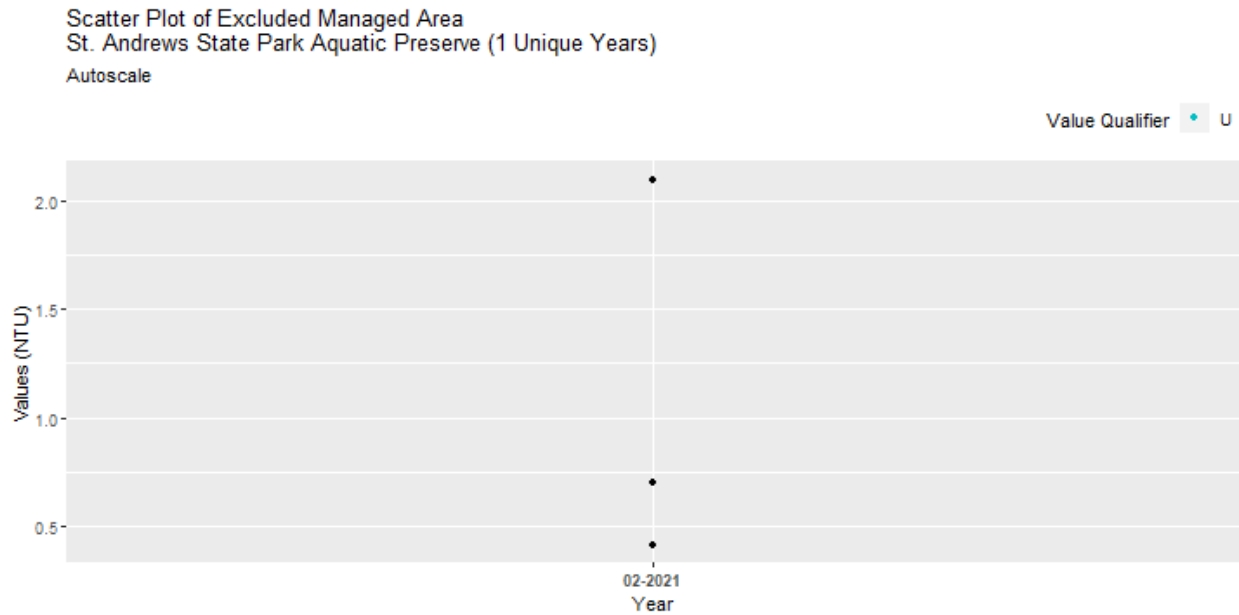 Scatter Plot of Excluded Managed Area
St. Andrews State Park Aquatic Preserve (1 Unique Years)
Autoscale
Value Qualifier U
Values (NTU)
2.0
1.5
1.0
0.5
02-2021
Year